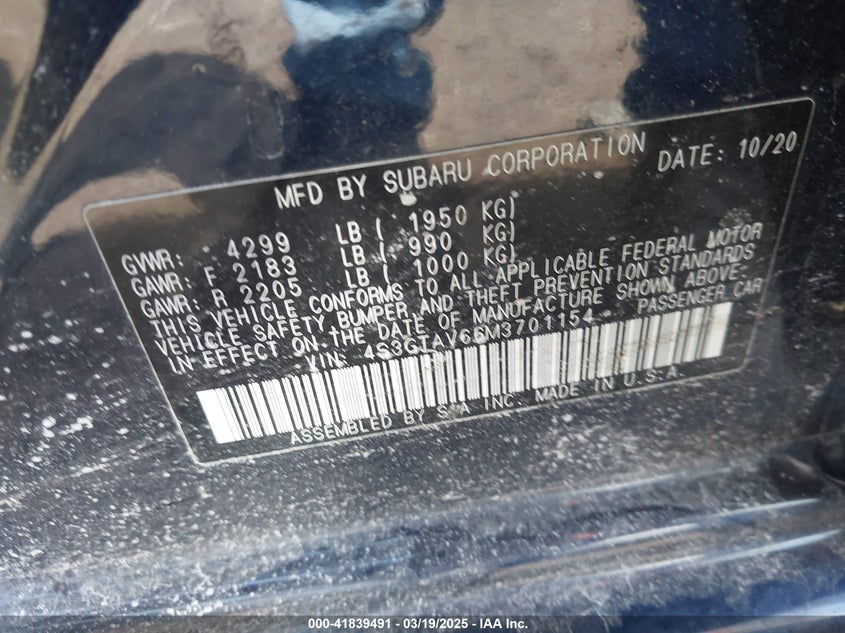 MFD BY SUBARU CORPORATION DATE: 10/20
GVWR: 4299 LB ( 1950 KG)
GAWR: F 2183 LB ( 990 KG)
GAWR: R 2205 LB ( 1000 KG)
THIS VEHICLE CONFORMS TO ALL APPLICABLE FEDERAL MOTOR
VEHICLE SAFETY, BUMPER AND THEFT PREVENTION STANDARDS
IN EFFECT ON THE DATE OF MANUFACTURE SHOWN ABOVE.
VIN: 4S3GTAV66M3701154 PASSENGER CAR
ASSEMBLED BY SIA INC. MADE IN U.S.A.
000-41839491 - 03/19/2025 - IAA Inc.